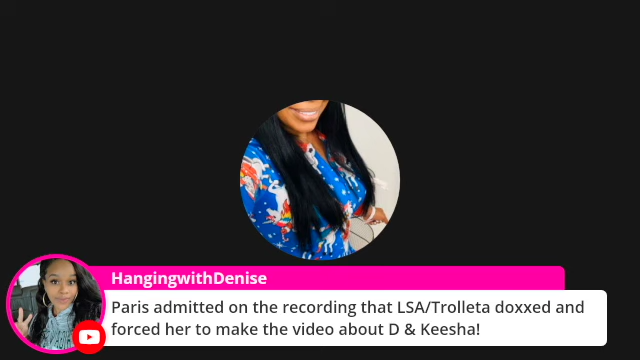 HangingwithDenise
Paris admitted on the recording that LSA/Trolleta doxxed and
forced her to make the video about D & Keesha!